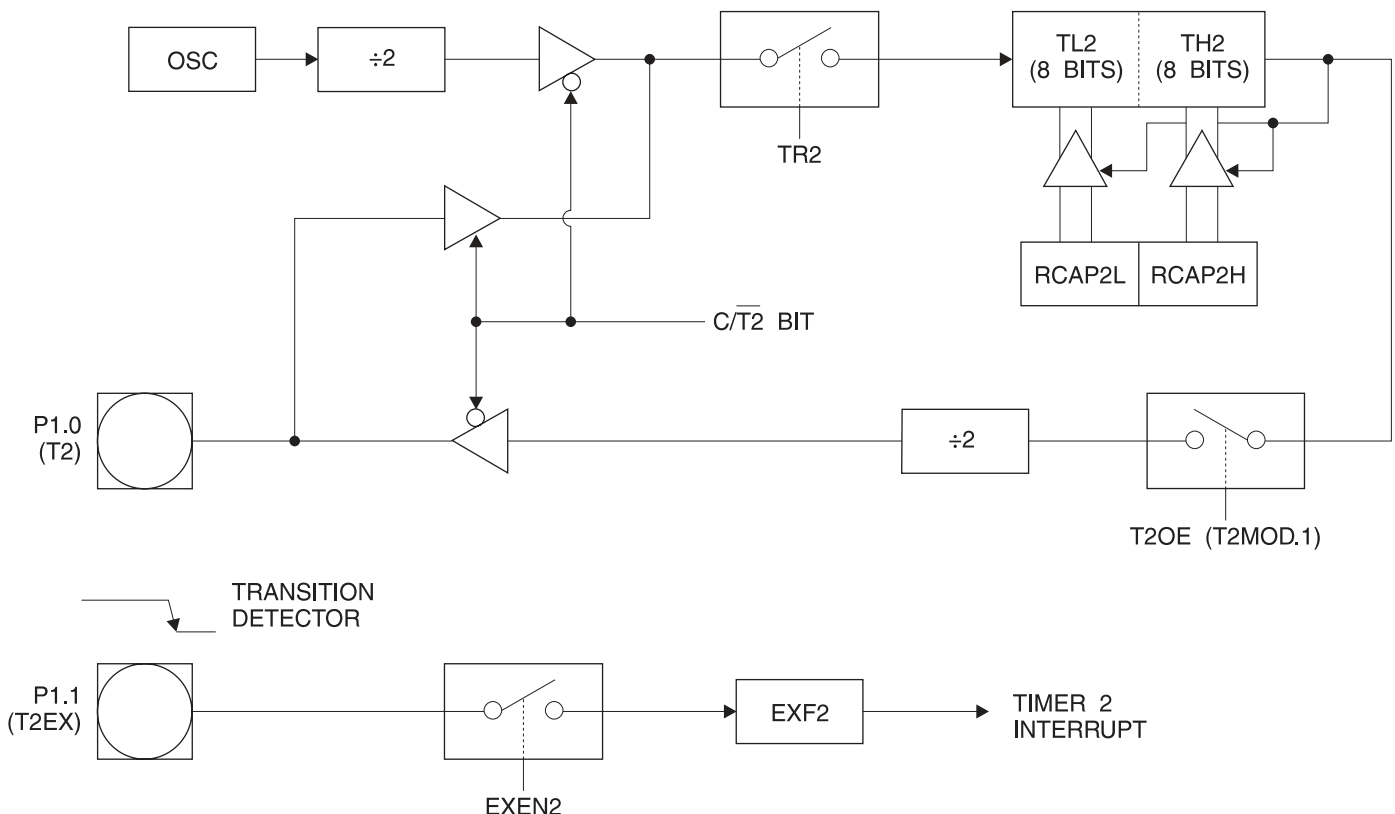 OSC
÷2
TR2
TL2
(8 BITS)
TH2
(8 BITS)
RCAP2L
RCAP2H
C/T2̅ BIT
P1.0
(T2)
÷2
T2OE (T2MOD.1)
TRANSITION
DETECTOR
P1.1
(T2EX)
EXEN2
EXF2
TIMER 2
INTERRUPT